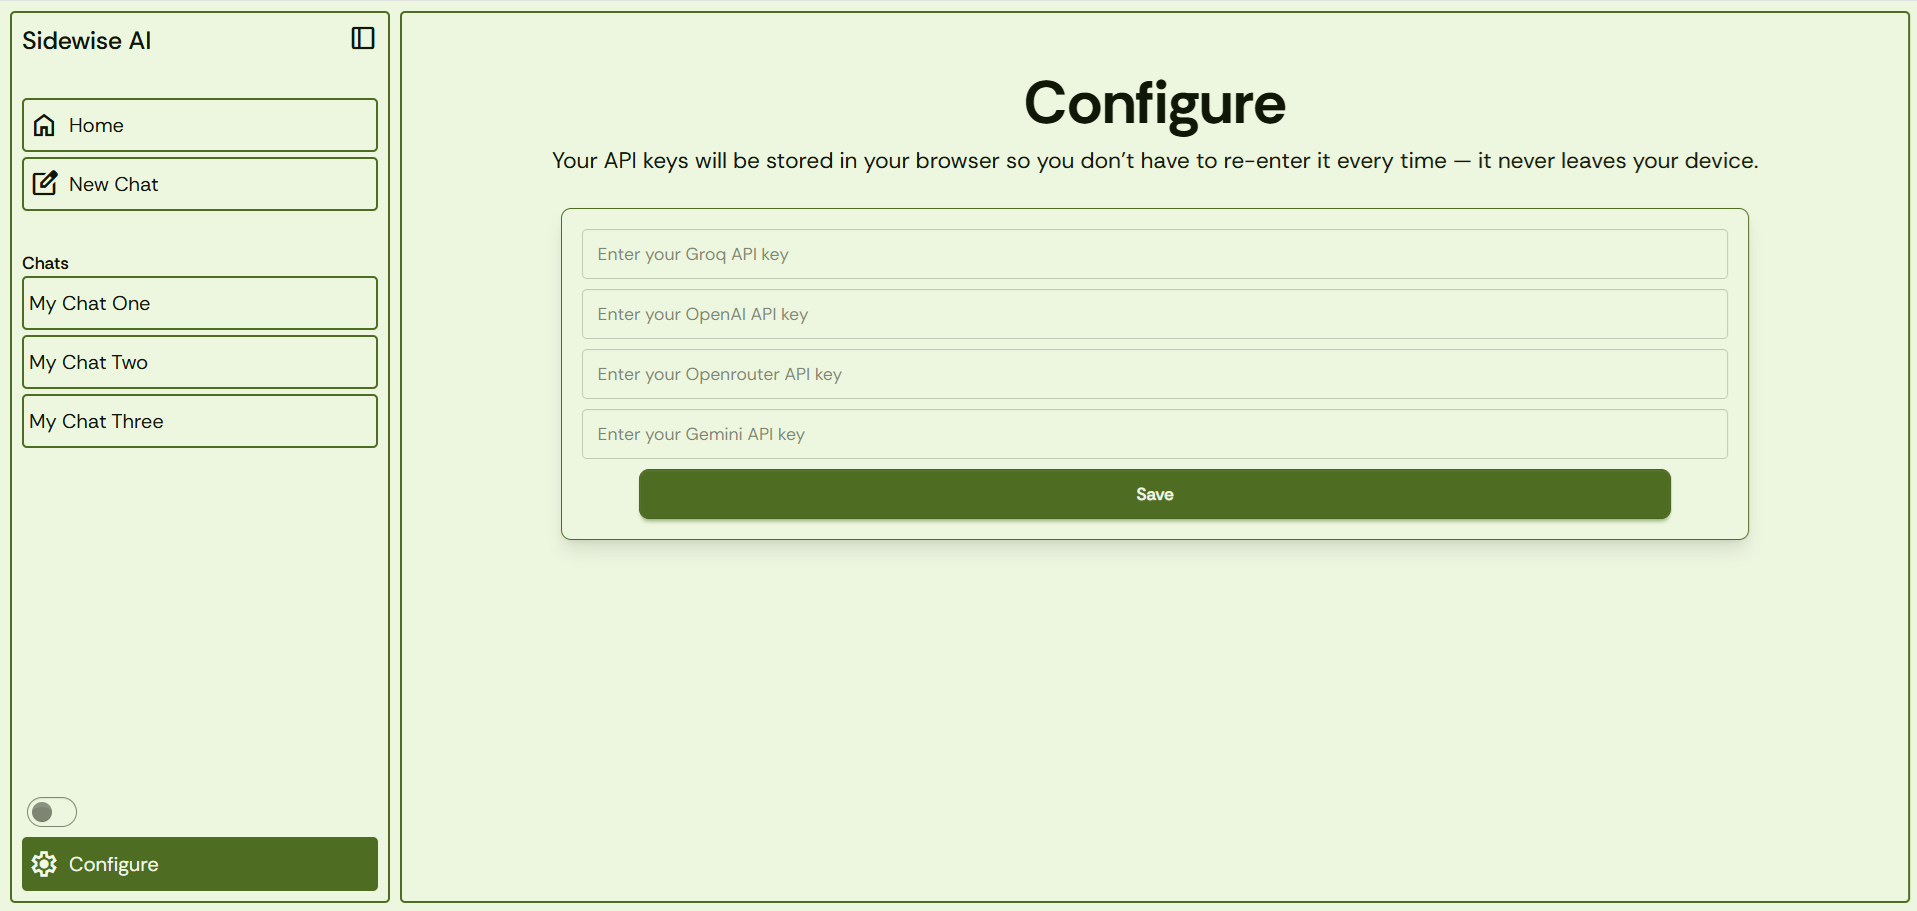 Sidewise AI
Home
New Chat
Chats
My Chat One
My Chat Two
My Chat Three
Configure
Configure
Your API keys will be stored in your browser so you don’t have to re-enter it every time — it never leaves your device.
Enter your Groq API key
Enter your OpenAI API key
Enter your Openrouter API key
Enter your Gemini API key
Save